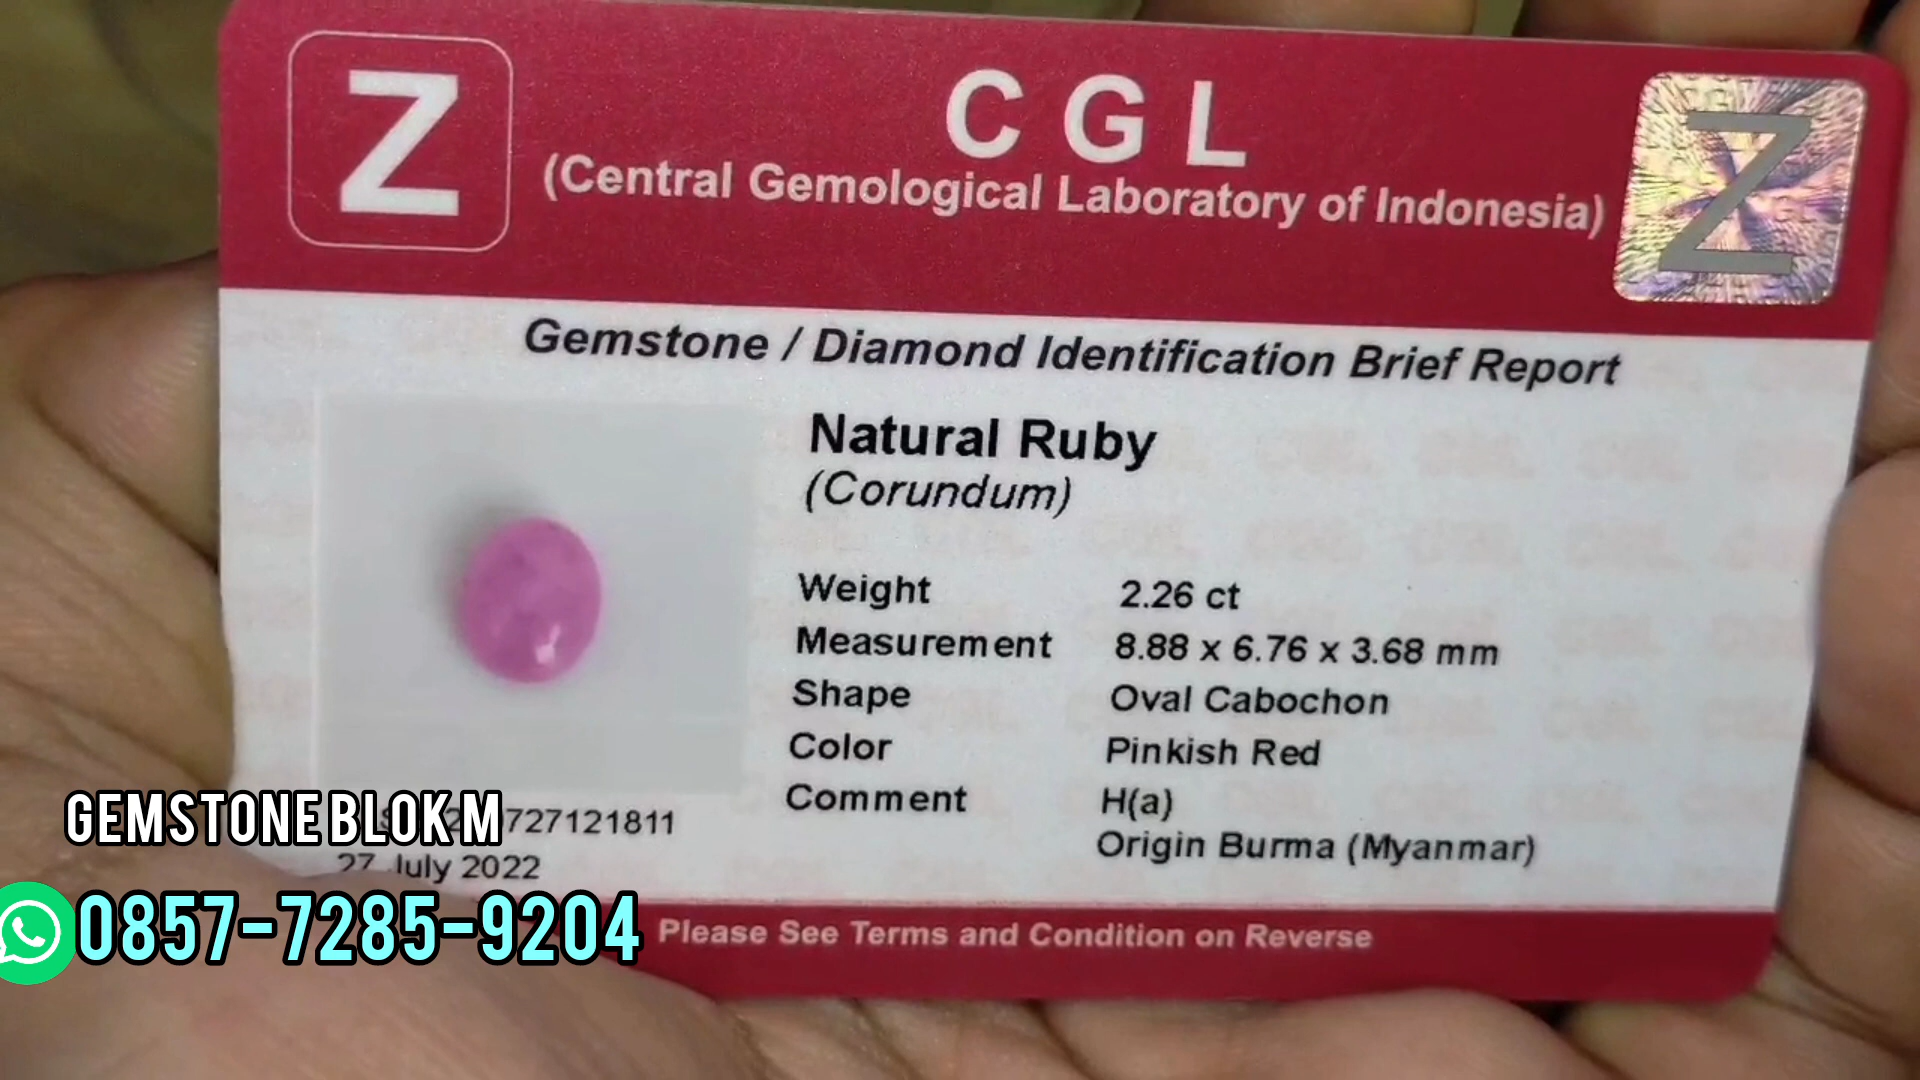 Z
C G L
(Central Gemological Laboratory of Indonesia)
Z
Gemstone / Diamond Identification Brief Report
Natural Ruby
(Corundum)
Weight 2.26 ct
Measurement 8.88 x 6.76 x 3.68 mm
Shape Oval Cabochon
Color Pinkish Red
Comment H(a)
Origin Burma (Myanmar)
727121811
27 July 2022
GEMSTONE BLOK M
0857-7285-9204
Please See Terms and Condition on Reverse